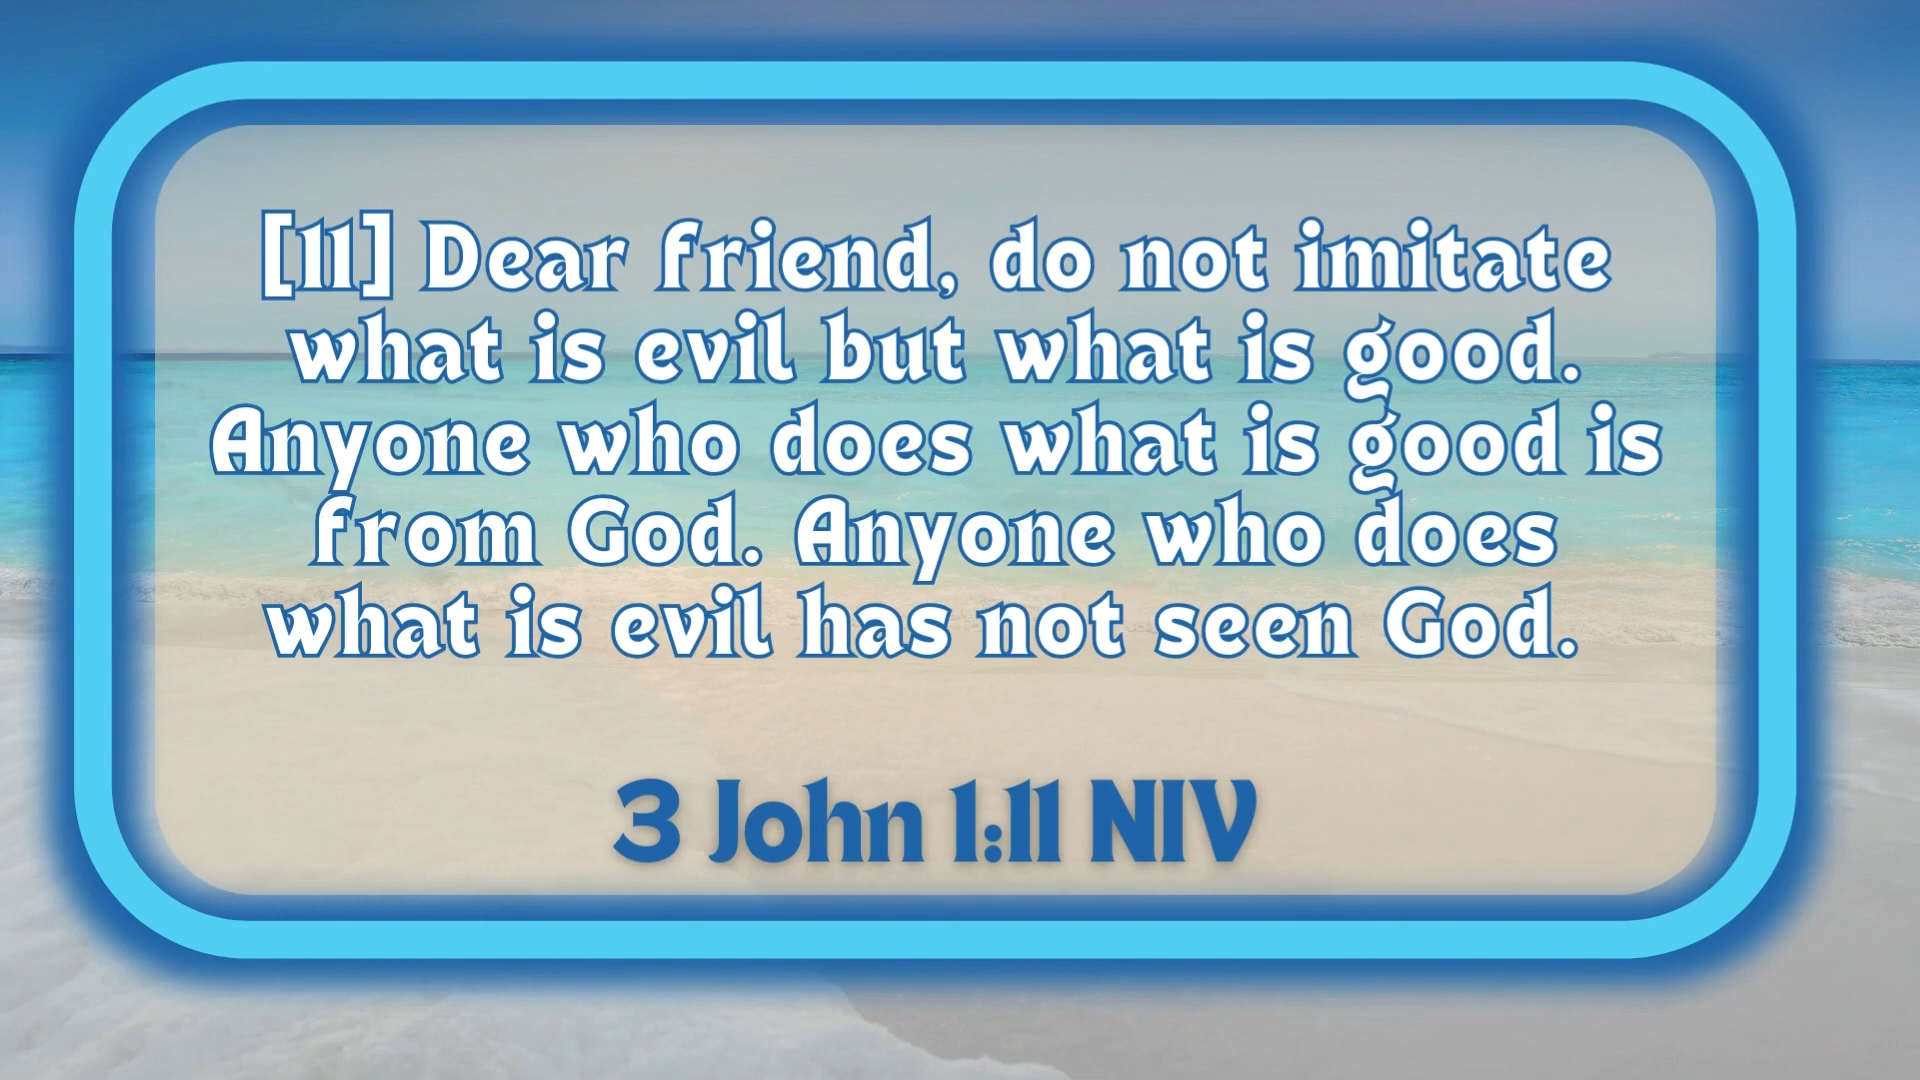 [11] Dear friend, do not imitate
what is evil but what is good.
Anyone who does what is good is
from God. Anyone who does
what is evil has not seen God.
3 John 1:11 NIV